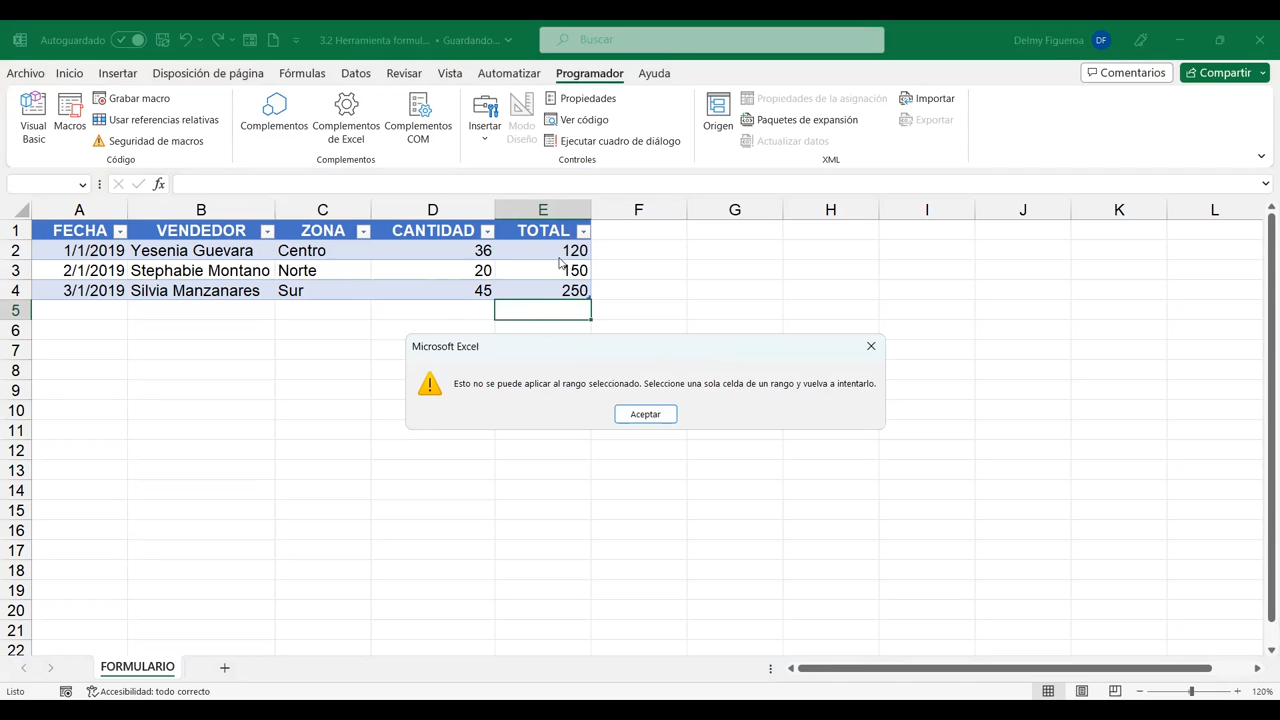 Autoguardado
3.2 Herramienta formul... • Guardando...
Buscar
Delmy Figueroa
DF
Archivo Inicio Insertar Disposición de página Fórmulas Datos Revisar Vista Automatizar Programador Ayuda
Comentarios
Compartir
Visual Basic
Macros
Grabar macro
Usar referencias relativas
Seguridad de macros
Código
Complementos
Complementos de Excel
Complementos COM
Complementos
Insertar
Modo Diseño
Propiedades
Ver código
Ejecutar cuadro de diálogo
Controles
Origen
Propiedades de la asignación
Paquetes de expansión
Actualizar datos
Importar
Exportar
XML
fx
A B C D E F G H I J K L
1 FECHA VENDEDOR ZONA CANTIDAD TOTAL
2 1/1/2019 Yesenia Guevara Centro 36 120
3 2/1/2019 Stephabie Montano Norte 20 150
4 3/1/2019 Silvia Manzanares Sur 45 250
5
6
7
8
9
10
11
12
13
14
15
16
17
18
19
20
21
22
Microsoft Excel
Esto no se puede aplicar al rango seleccionado. Seleccione una sola celda de un rango y vuelva a intentarlo.
Aceptar
FORMULARIO
Listo
Accesibilidad: todo correcto
120%